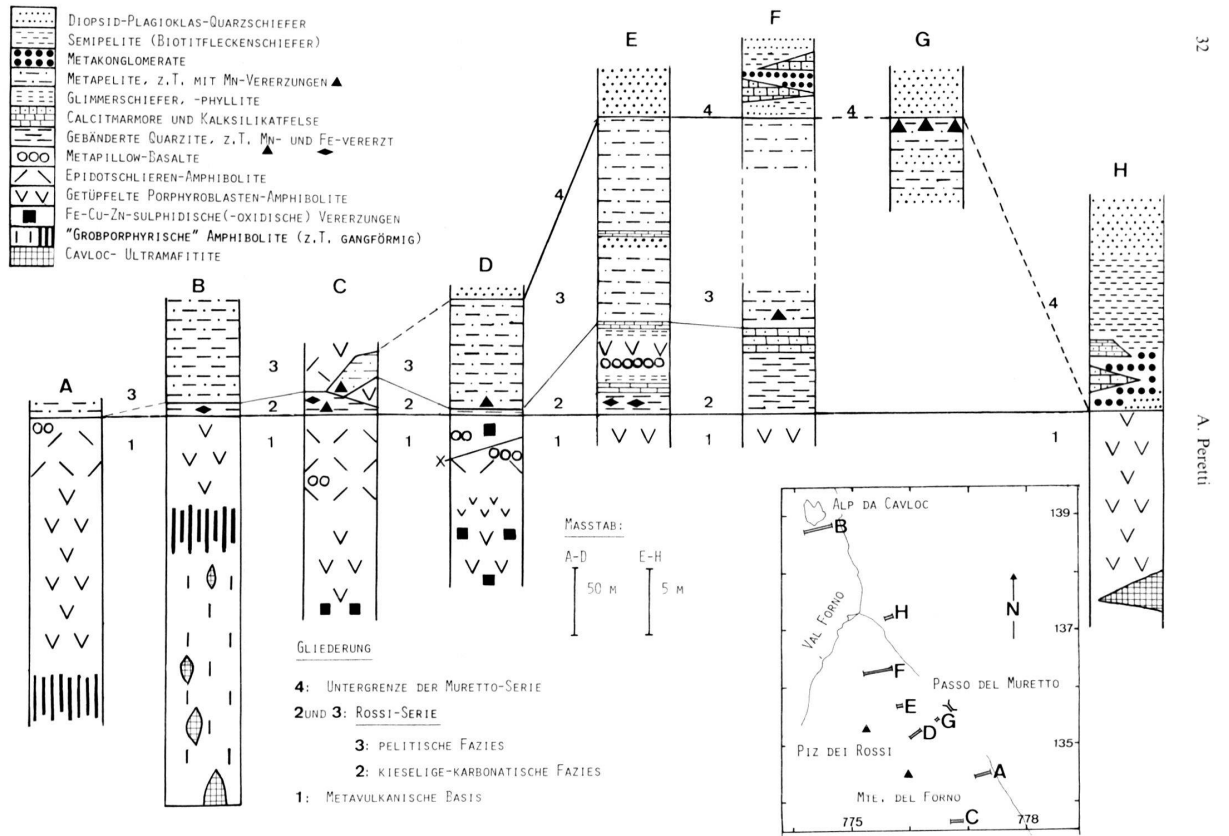 DIOPSID-PLAGIOKLAS-QUARZSCHIEFER
SEMIPELITE (BIOTITFLECKENSCHIEFER)
METAKONGLOMERATE
METAPELITE, Z.T. MIT MN-VERERZUNGEN
GLIMMERSCHIEFER, -PHYLLITE
CALCITMARMORE UND KALKSILIKATFELSE
GEBÄNDERTE QUARZITE, Z.T. MN- UND FE-VERERZT
METAPILLOW-BASALTE
EPIDOTSCHLIEREN-AMPHIBOLITE
GETÜPFELTE PORPHYROBLASTEN-AMPHIBOLITE
FE-CU-ZN-SULPHIDISCHE(-OXIDISCHE) VERERZUNGEN
"GROBPORPHYRISCHE" AMPHIBOLITE (Z.T. GANGFÖRMIG)
CAVLOC- ULTRAMAFITITE
32
A. Peretti
A
B
C
D
E
F
G
H
4
4
4
4
3
3
3
3
3
2
2
2
2
1
1
1
1
1
1
X
MASSTAB:
A-D
E-H
50 M
5 M
GLIEDERUNG
4: UNTERGRENZE DER MURETTO-SERIE
2UND 3: ROSSI-SERIE
3: PELITISCHE FAZIES
2: KIESELIGE-KARBONATISCHE FAZIES
1: METAVULKANISCHE BASIS
ALP DA CAVLOC
B
139
N
VAL FORNO
H
137
F
PASSO DEL MURETTO
E
G
D
135
PIZ DEI ROSSI
A
MTE. DEL FORNO
C
775
778